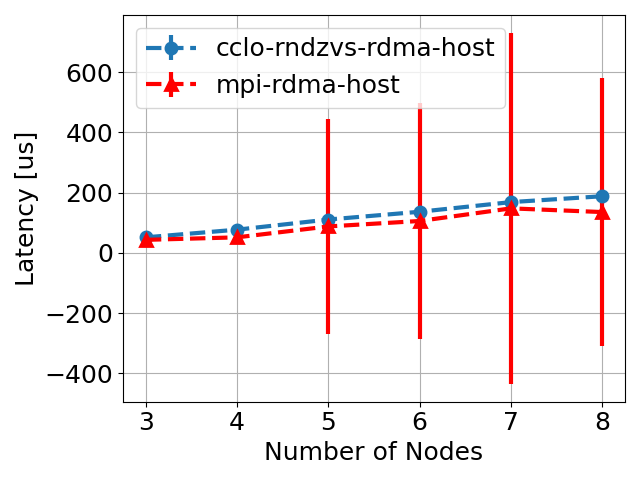 cclo-rndzvs-rdma-host
mpi-rdma-host
Latency [us]
600
400
200
0
−200
−400
3 4 5 6 7 8
Number of Nodes